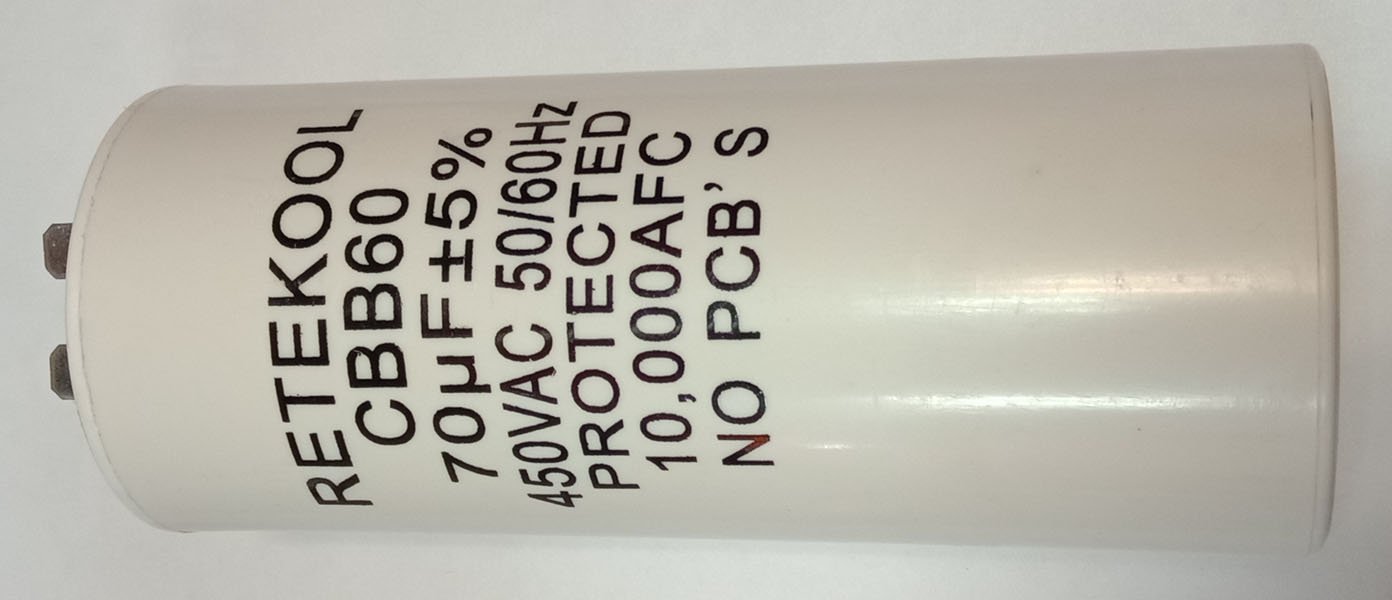 RETEKOOL
CBB60
70µF±5%
450VAC 50/60Hz
PROTECTED
10,000AFC
NO PCB'S